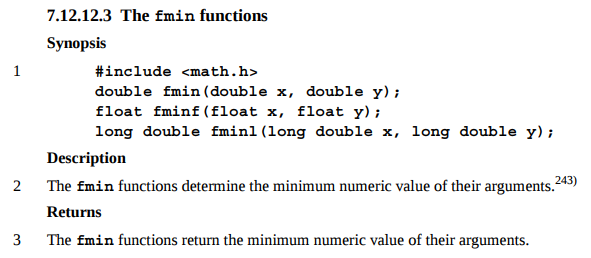 7.12.12.3 The fmin functions
Synopsis
1 #include <math.h>
double fmin(double x, double y);
float fminf(float x, float y);
long double fminl(long double x, long double y);
Description
2 The fmin functions determine the minimum numeric value of their arguments.243)
Returns
3 The fmin functions return the minimum numeric value of their arguments.